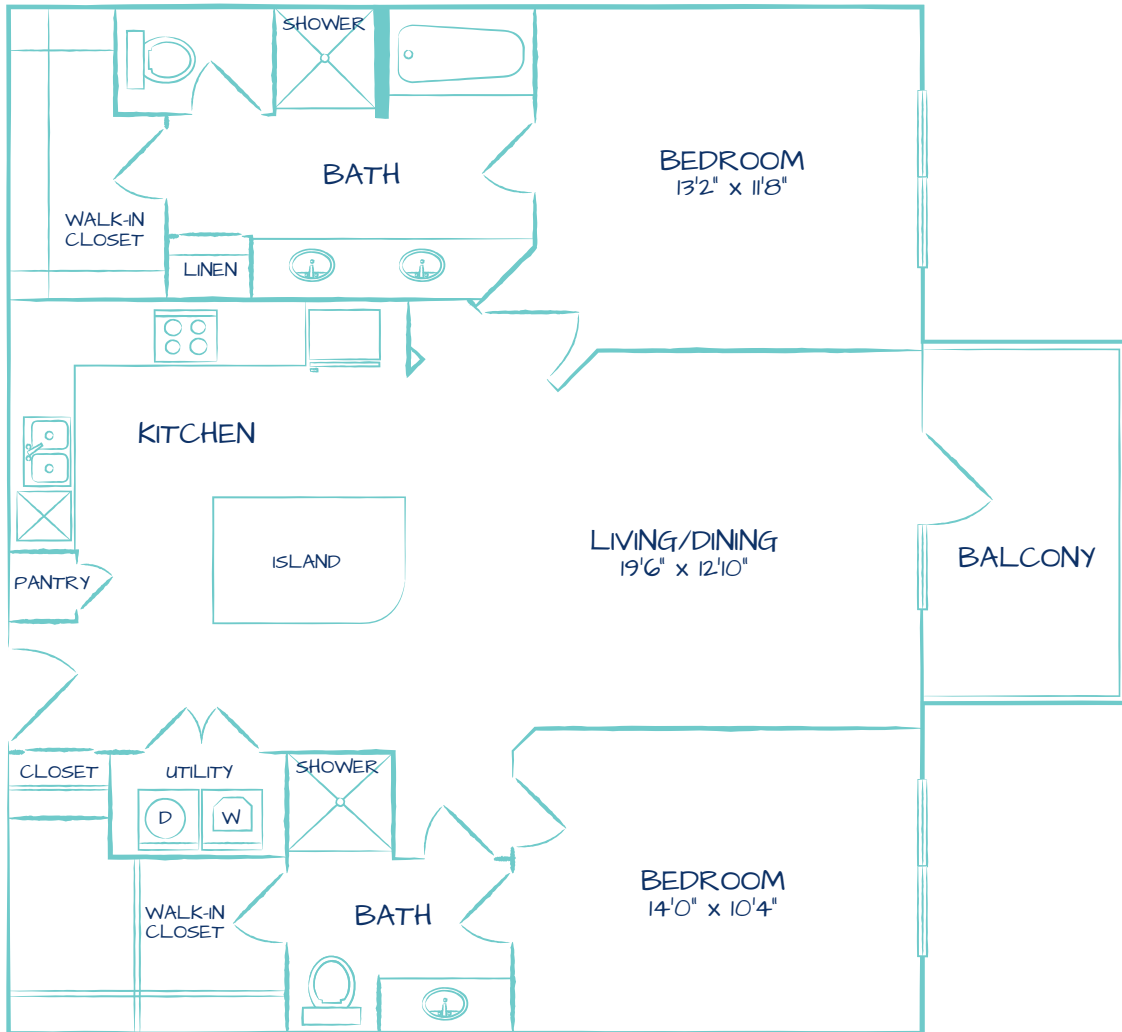 SHOWER
BATH
BEDROOM
13'2" x 11'8"
WALK-IN
CLOSET
LINEN
KITCHEN
ISLAND
LIVING/DINING
19'6" x 12'10"
BALCONY
PANTRY
CLOSET
UTILITY
SHOWER
D
W
BEDROOM
14'0" x 10'4"
WALK-IN
CLOSET
BATH